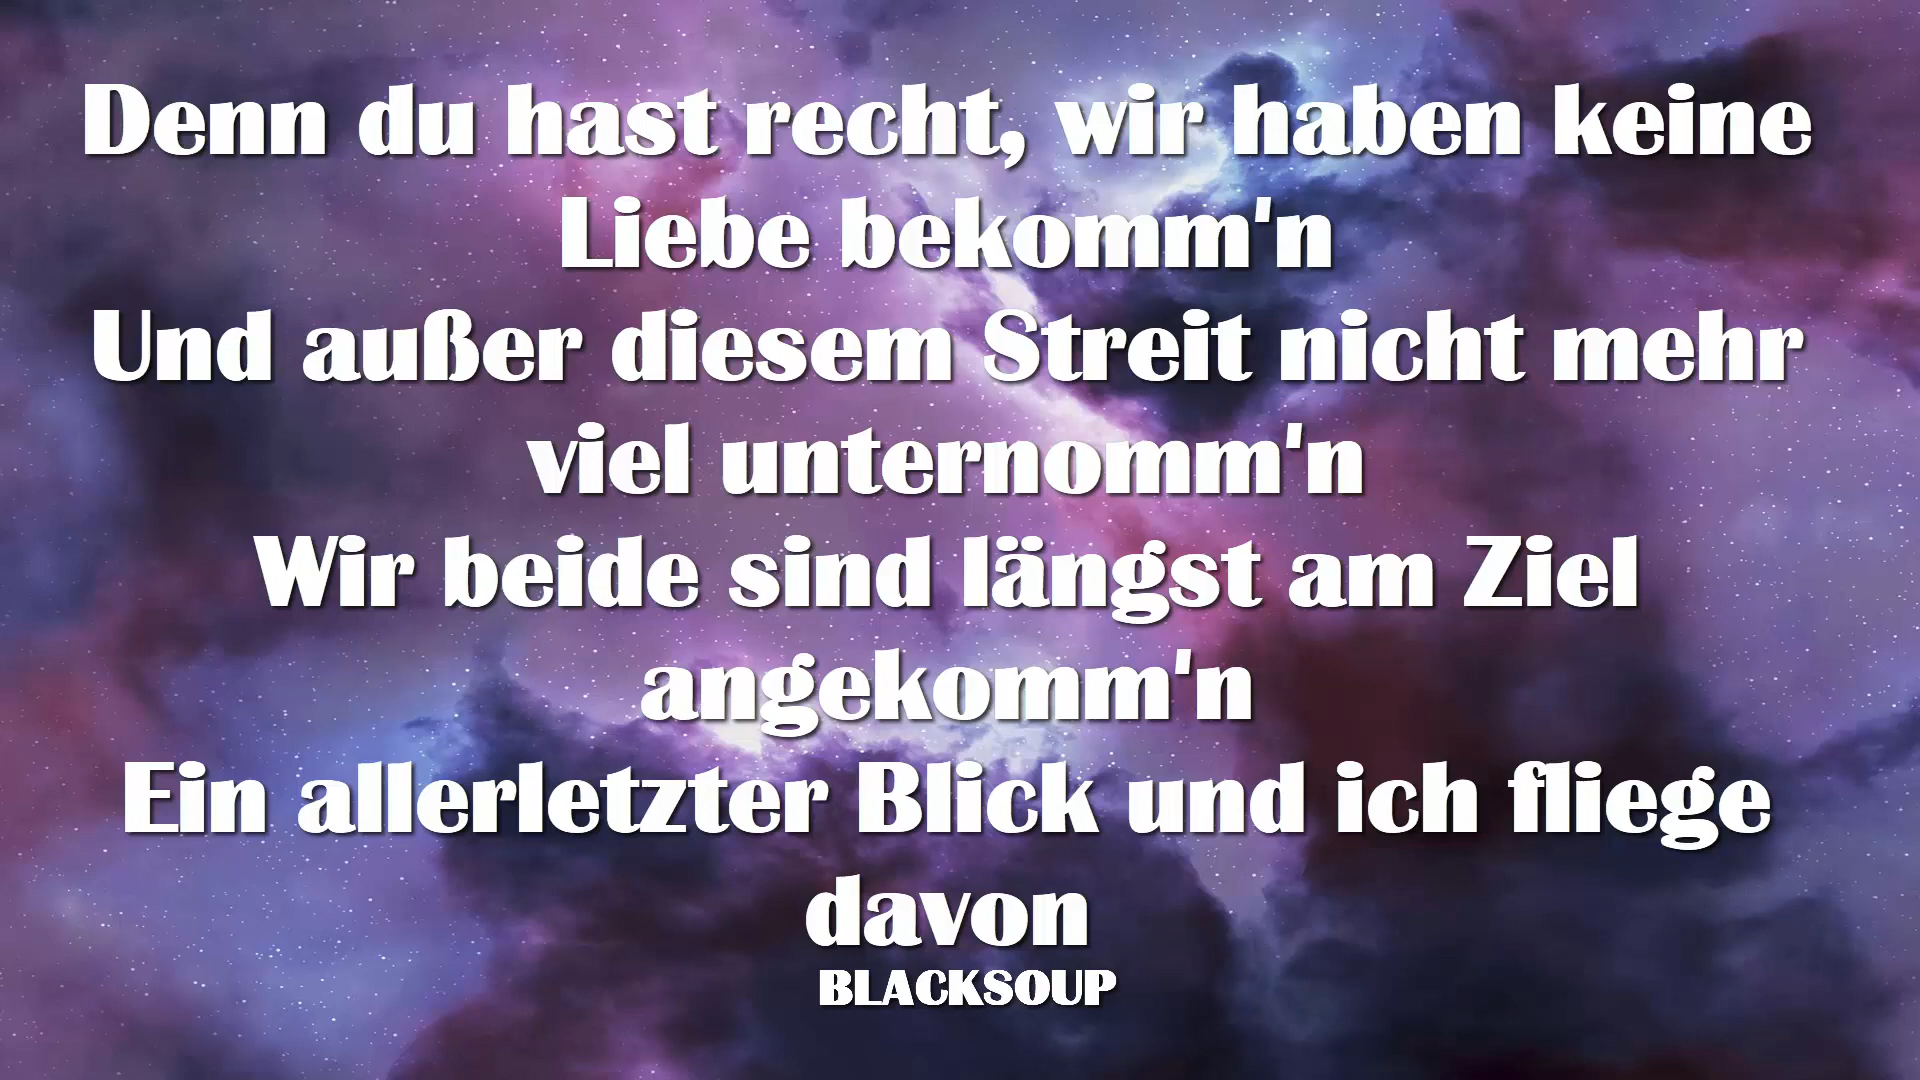 Denn du hast recht, wir haben keine
Liebe bekomm'n
Und außer diesem Streit nicht mehr
viel unternomm'n
Wir beide sind längst am Ziel
angekomm'n
Ein allerletzter Blick und ich fliege
davon
BLACKSOUP